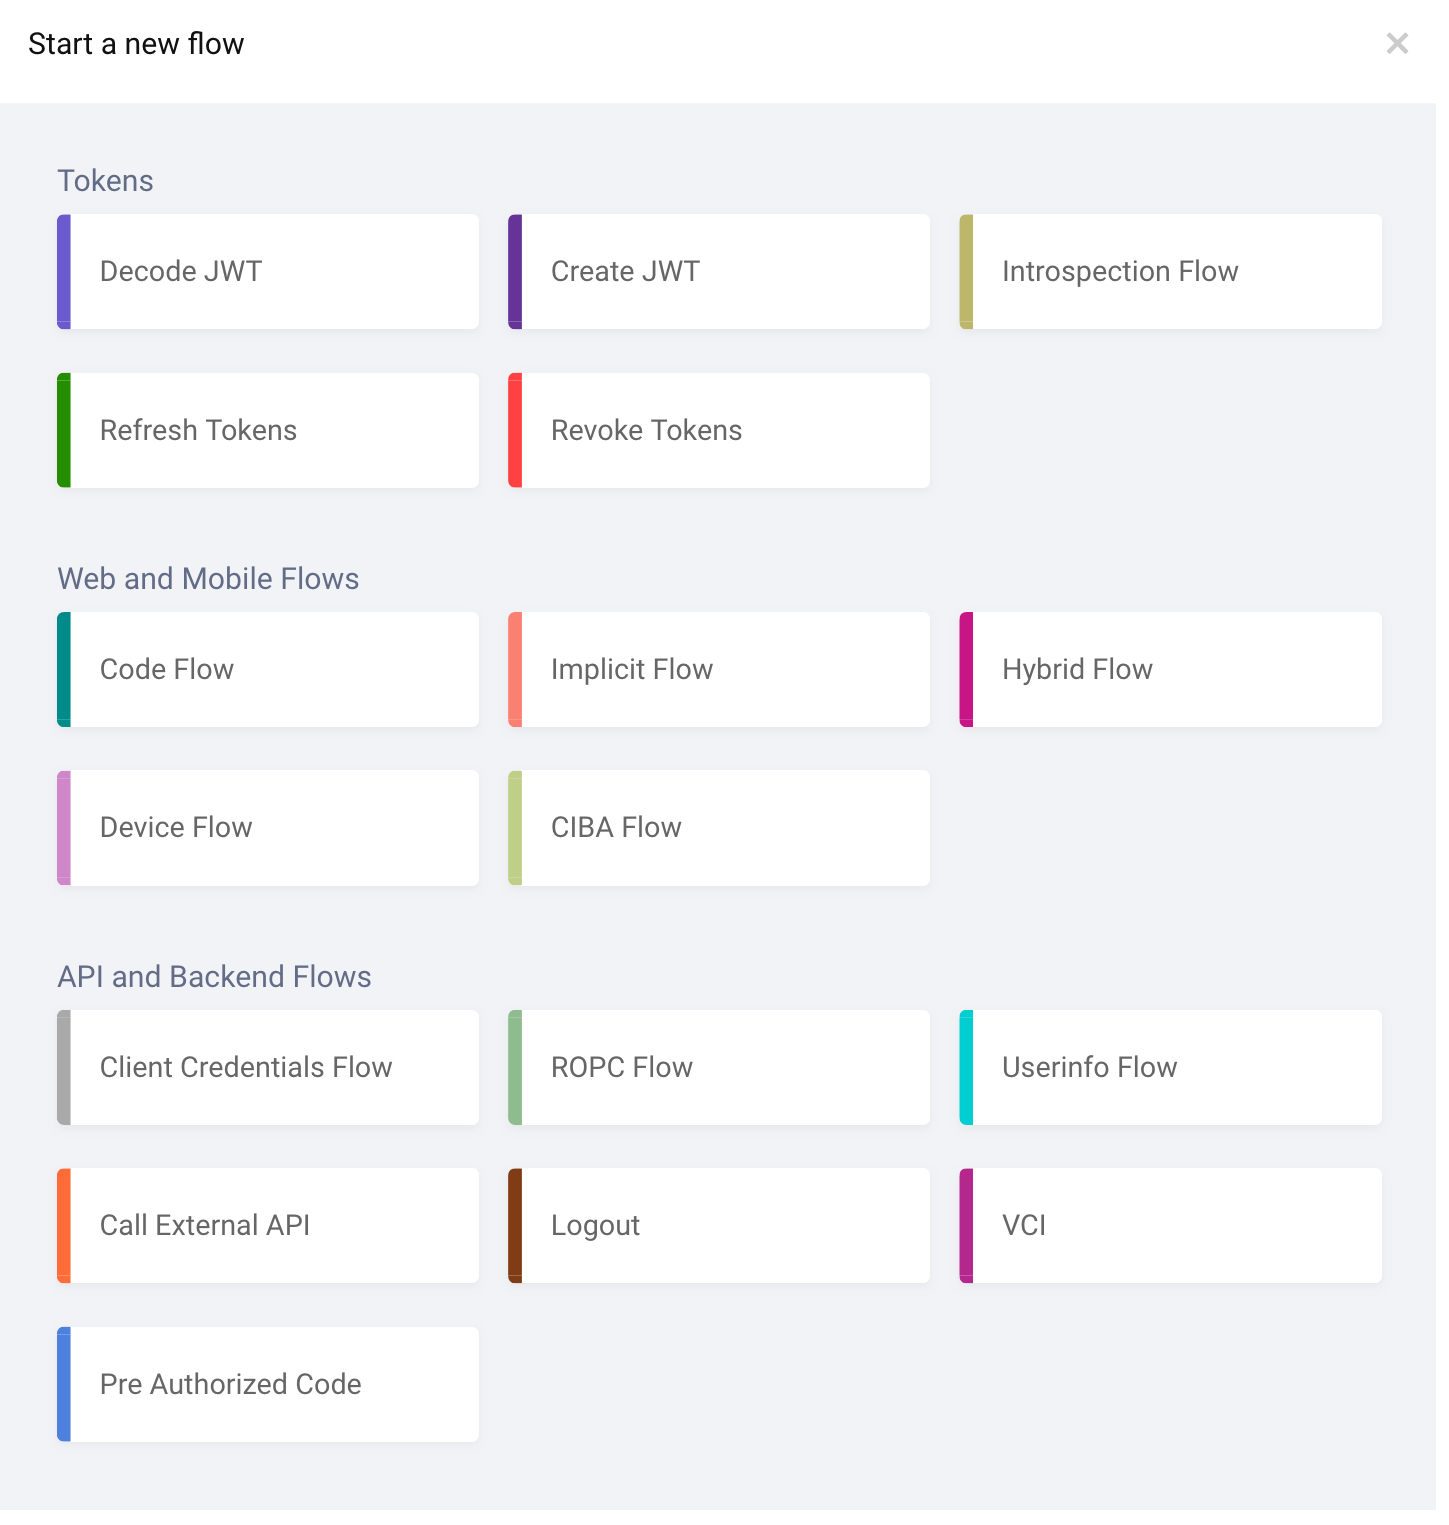 Start a new flow
Tokens
Decode JWT
Create JWT
Introspection Flow
Refresh Tokens
Revoke Tokens
Web and Mobile Flows
Code Flow
Implicit Flow
Hybrid Flow
Device Flow
CIBA Flow
API and Backend Flows
Client Credentials Flow
ROPC Flow
Userinfo Flow
Call External API
Logout
VCI
Pre Authorized Code